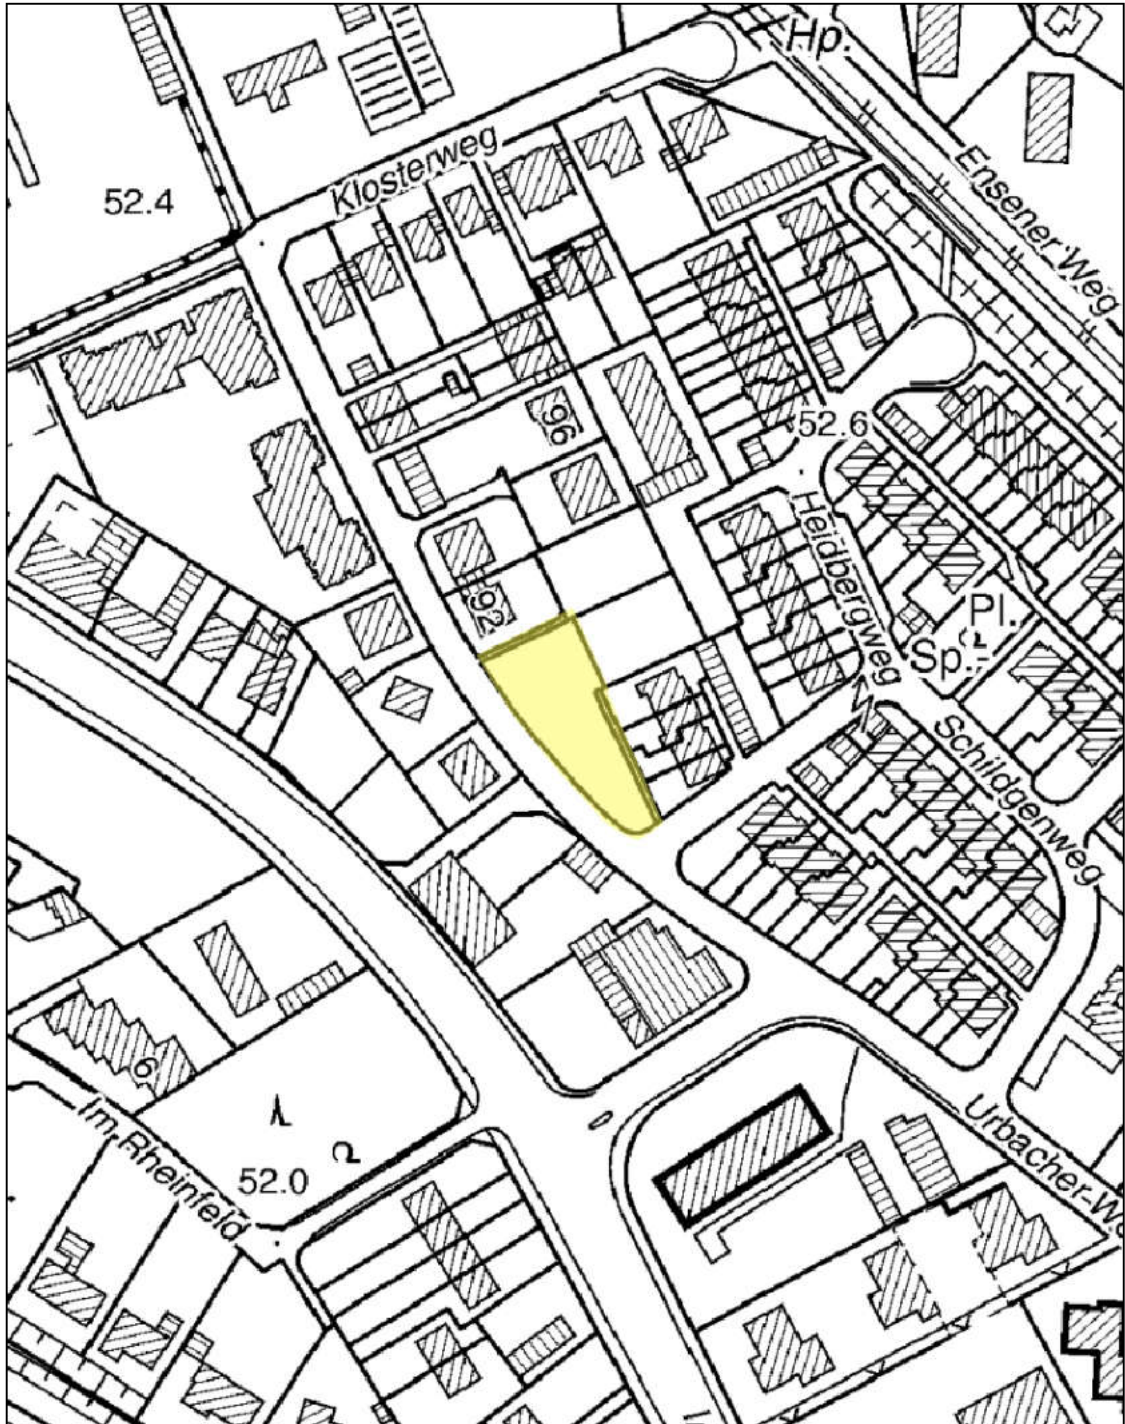 Hp.
Klosterweg
52.4
Ensener Weg
96
52.6
Heidbergweg
92
Pl.
Sp.
Schildgenweg
6
Im Rheinfeld
52.0
Urbacher